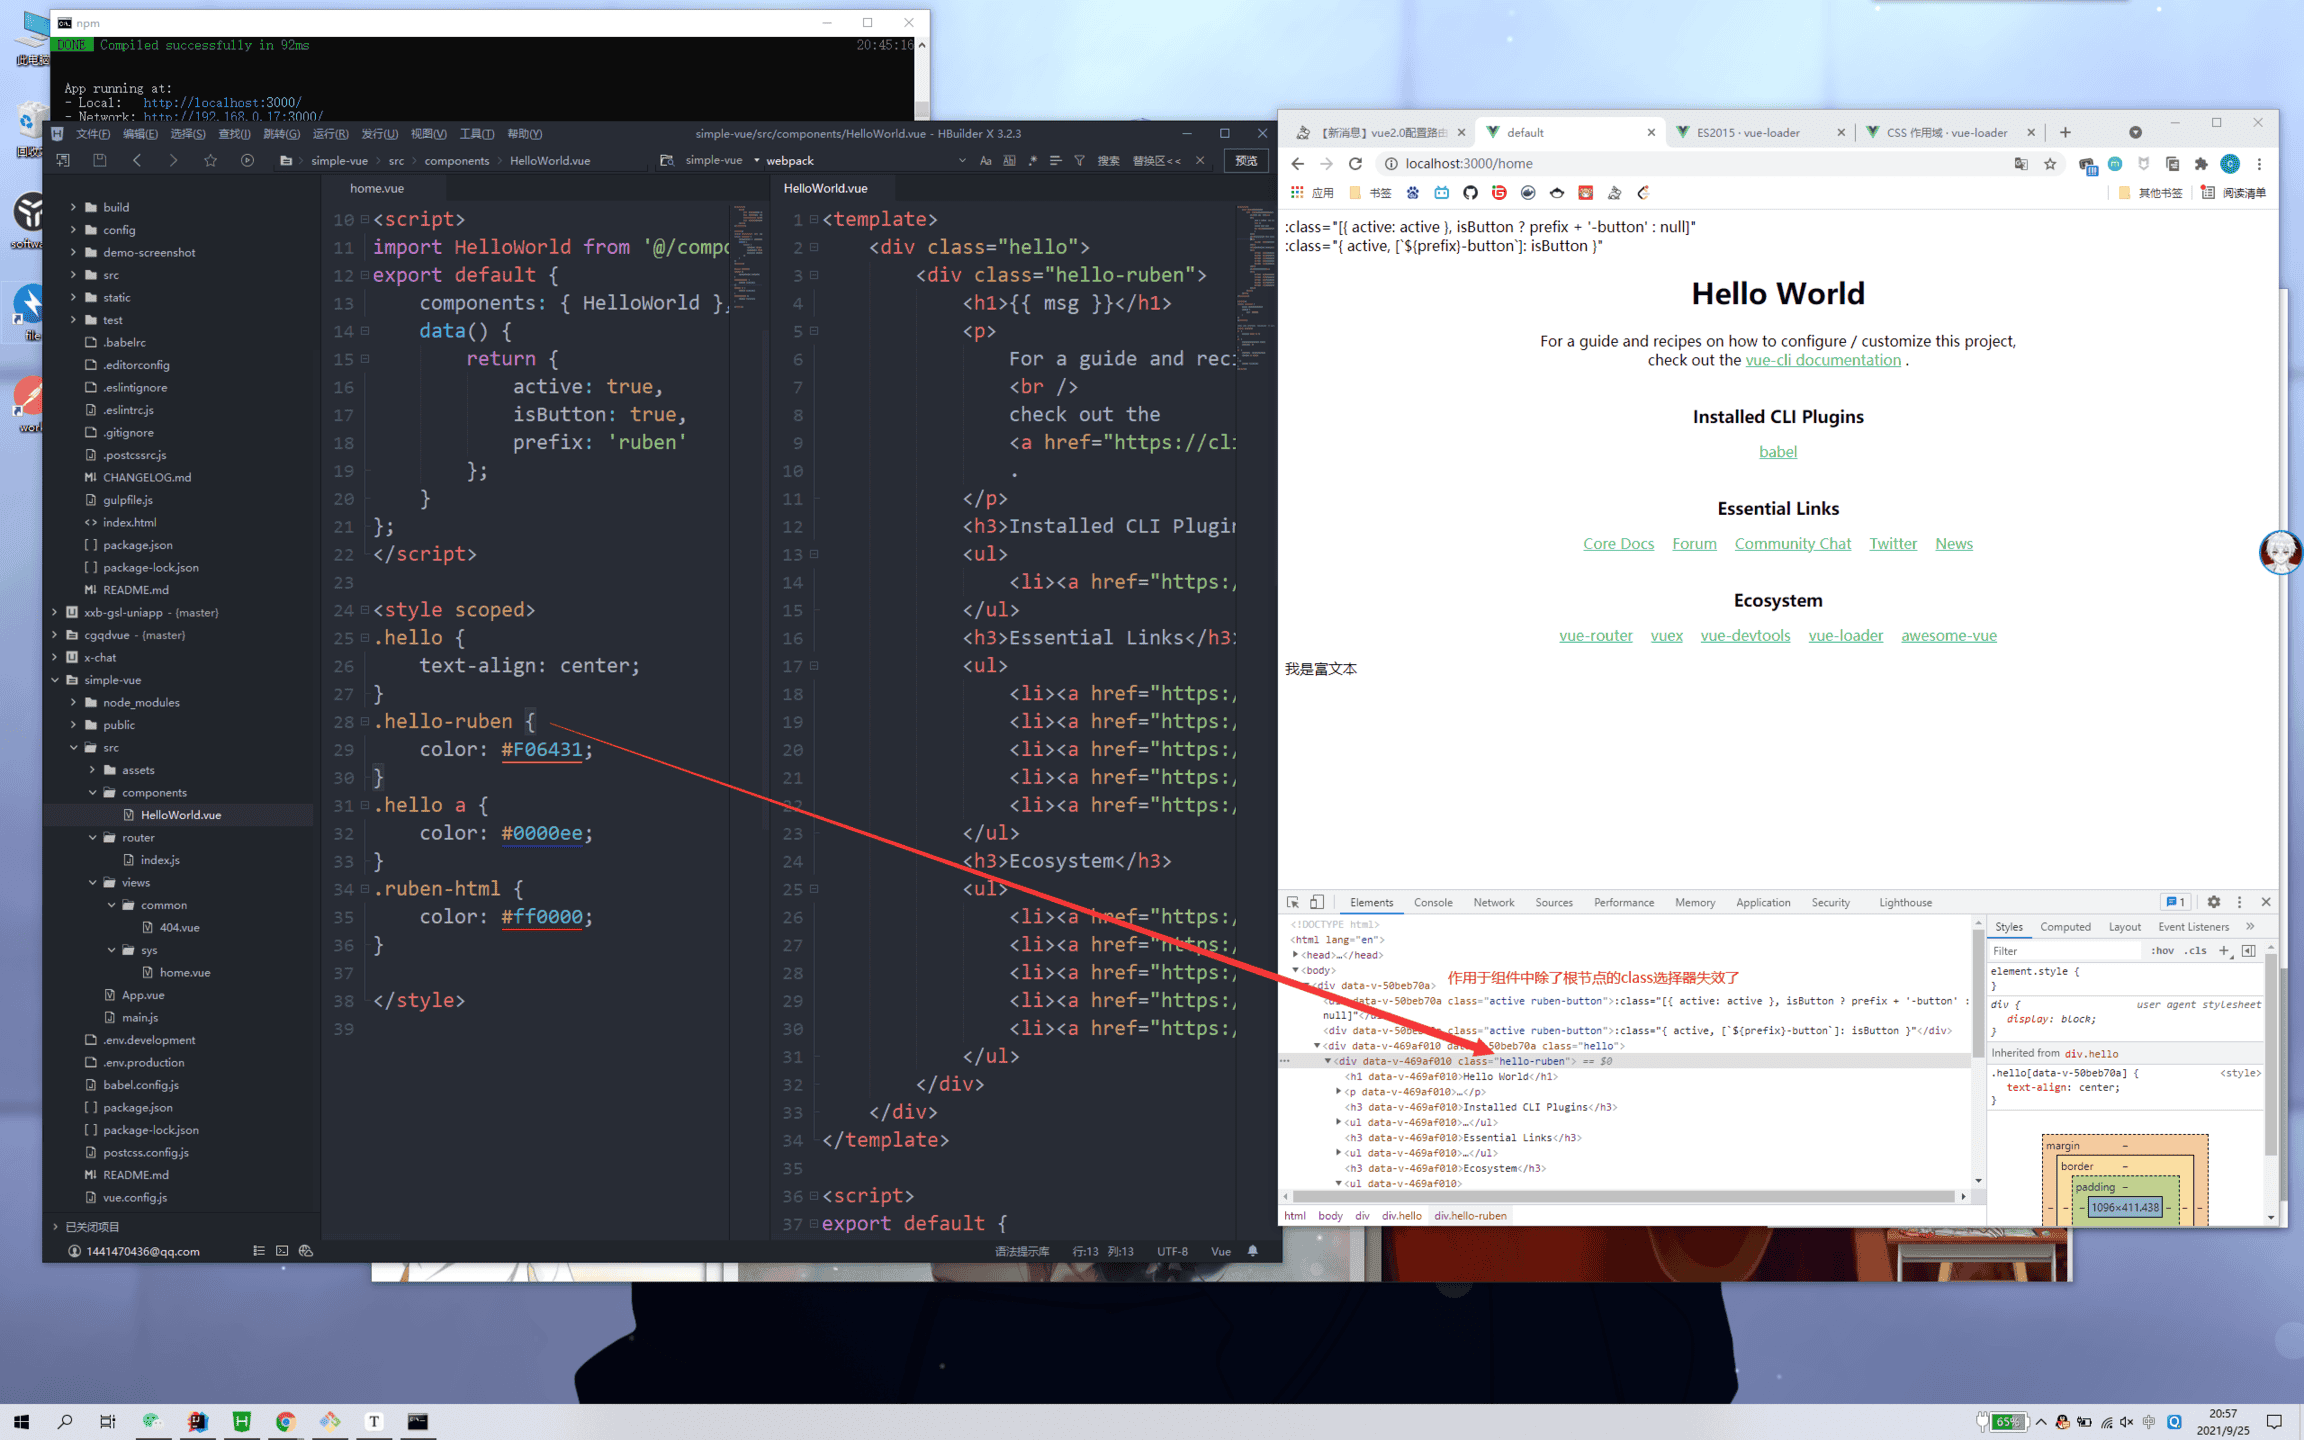 npm
DONE Compiled successfully in 92ms 20:45:16
App running at:
- Local: http://localhost:3000/
- Network: http://192.168.0.17:3000/
文件(F) 编辑(E) 选择(S) 查找(I) 跳转(G) 运行(R) 发行(U) 视图(V) 工具(T) 帮助(Y)
simple-vue/src/components/HelloWorld.vue - HBuilder X 3.2.3
simple-vue src components HelloWorld.vue
simple-vue webpack
搜索 替换区<< 预览
build
config
demo-screenshot
src
static
test
.babelrc
.editorconfig
.eslintignore
.eslintrc.js
.gitignore
.postcssrc.js
CHANGELOG.md
gulpfile.js
index.html
package.json
package-lock.json
README.md
xxb-gsl-uniapp - {master}
cgqdvue - {master}
x-chat
simple-vue
node_modules
public
src
assets
components
HelloWorld.vue
router
index.js
views
common
404.vue
sys
home.vue
App.vue
main.js
.env.development
.env.production
babel.config.js
package.json
package-lock.json
postcss.config.js
README.md
vue.config.js
已关闭项目
1441470436@qq.com
home.vue
10 <script>
11 import HelloWorld from '@/compo
12 export default {
13 components: { HelloWorld },
14 data() {
15 return {
16 active: true,
17 isButton: true,
18 prefix: 'ruben'
19 };
20 }
21 };
22 </script>
23
24 <style scoped>
25 .hello {
26 text-align: center;
27 }
28 .hello-ruben {
29 color: #F06431;
30 }
31 .hello a {
32 color: #0000ee;
33 }
34 .ruben-html {
35 color: #ff0000;
36 }
37
38 </style>
39
HelloWorld.vue
1 <template>
2 <div class="hello">
3 <div class="hello-ruben">
4 <h1>{{ msg }}</h1>
5 <p>
6 For a guide and reci
7 <br />
8 check out the
9 <a href="https://cli
10 .
11 </p>
12 <h3>Installed CLI Plugin
13 <ul>
14 <li><a href="https:/
15 </ul>
16 <h3>Essential Links</h3>
17 <ul>
18 <li><a href="https:/
19 <li><a href="https:/
20 <li><a href="https:/
21 <li><a href="https:/
22 <li><a href="https:/
23 </ul>
24 <h3>Ecosystem</h3>
25 <ul>
26 <li><a href="https:/
27 <li><a href="https:/
28 <li><a href="https:/
29 <li><a href="https:/
30 <li><a href="https:/
31 </ul>
32 </div>
33 </div>
34 </template>
35
36 <script>
37 export default {
语法提示库 行:13 列:13 UTF-8 Vue
【新消息】vue2.0配置路由 default ES2015 · vue-loader CSS 作用域 · vue-loader
localhost:3000/home
应用 书签 其他书签 阅读清单
:class="[{ active: active }, isButton ? prefix + '-button' : null]"
:class="{ active, [`${prefix}-button`]: isButton }"
Hello World
For a guide and recipes on how to configure / customize this project,
check out the vue-cli documentation .
Installed CLI Plugins
babel
Essential Links
Core Docs Forum Community Chat Twitter News
Ecosystem
vue-router vuex vue-devtools vue-loader awesome-vue
我是富文本
Elements Console Network Sources Performance Memory Application Security Lighthouse 1
<!DOCTYPE html>
<html lang="en">
<head>…</head>
<body>
<div data-v-50beb70a>
作用于组件中除了根节点的class选择器失效了
data-v-50beb70a class="active ruben-button">:class="[{ active: active }, isButton ? prefix + '-button' :
null]"
<div data-v-50beb70a class="active ruben-button">:class="{ active, [`${prefix}-button`]: isButton }"</div>
<div data-v-469af010 data-v-50beb70a class="hello">
<div data-v-469af010 class="hello-ruben"> == $0
<h1 data-v-469af010>Hello World</h1>
<p data-v-469af010>…</p>
<h3 data-v-469af010>Installed CLI Plugins</h3>
<ul data-v-469af010>…</ul>
<h3 data-v-469af010>Essential Links</h3>
<ul data-v-469af010>…</ul>
<h3 data-v-469af010>Ecosystem</h3>
<ul data-v-469af010>
html body div div.hello div.hello-ruben
Styles Computed Layout Event Listeners
Filter :hov .cls
element.style {
}
div { user agent stylesheet
display: block;
}
Inherited from div.hello
.hello[data-v-50beb70a] { <style>
text-align: center;
}
margin –
border –
padding –
– – – 1096×411.438 – – –
此电脑
file
65%
中
20:57
2021/9/25